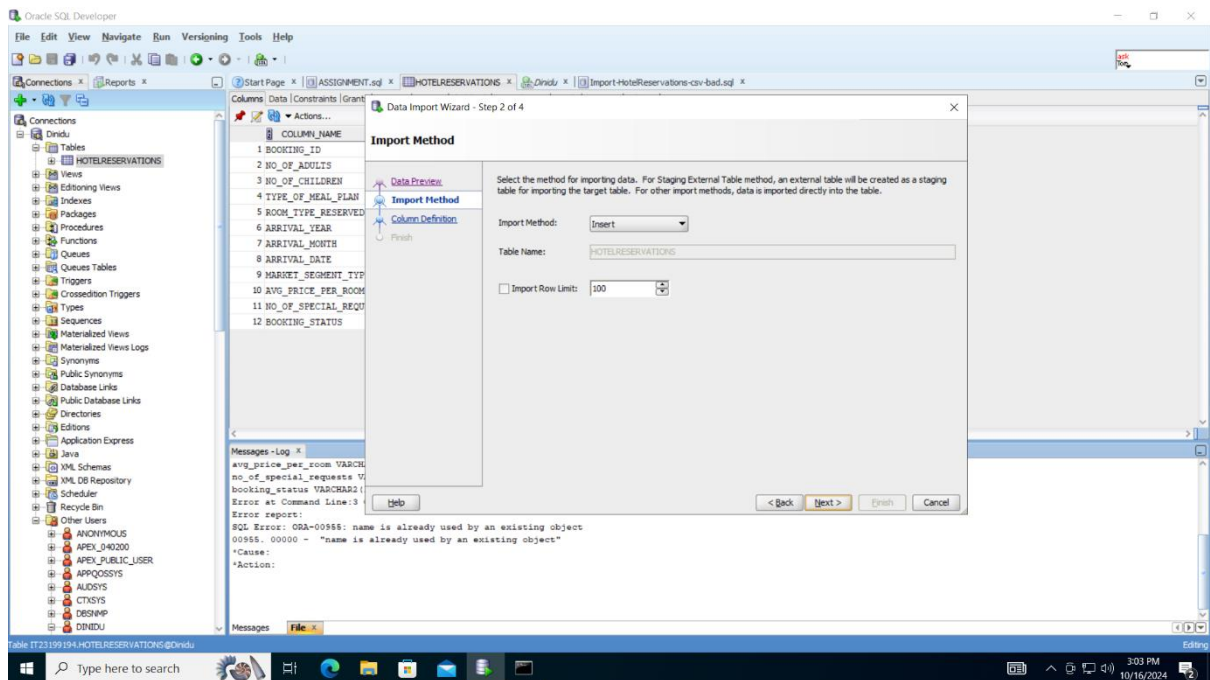 Oracle SQL Developer
File Edit View Navigate Run Versioning Tools Help
Connections x Reports x
Start Page x ASSIGNMENT.sql x HOTELRESERVATIONS x Dinidu x Import-HotelReservations-csv-bad.sql x
Connections
Dinidu
Tables
HOTELRESERVATIONS
Views
Editioning Views
Indexes
Packages
Procedures
Functions
Queues
Queues Tables
Triggers
Crossedition Triggers
Types
Sequences
Materialized Views
Materialized Views Logs
Synonyms
Public Synonyms
Database Links
Public Database Links
Directories
Editions
Application Express
Java
XML Schemas
XML DB Repository
Scheduler
Recycle Bin
Other Users
ANONYMOUS
APEX_040200
APEX_PUBLIC_USER
APPQOSSYS
AUDSYS
CTXSYS
DBSNMP
DINIDU
Columns Data Constraints Grant
Actions...
COLUMN_NAME
1 BOOKING_ID
2 NO_OF_ADULTS
3 NO_OF_CHILDREN
4 TYPE_OF_MEAL_PLAN
5 ROOM_TYPE_RESERVED
6 ARRIVAL_YEAR
7 ARRIVAL_MONTH
8 ARRIVAL_DATE
9 MARKET_SEGMENT_TYP
10 AVG_PRICE_PER_ROOM
11 NO_OF_SPECIAL_REQU
12 BOOKING_STATUS
Data Import Wizard - Step 2 of 4
Import Method
Data Preview
Import Method
Column Definition
Finish
Select the method for importing data. For Staging External Table method, an external table will be created as a staging
table for importing the target table. For other import methods, data is imported directly into the table.
Import Method: Insert
Table Name: HOTELRESERVATIONS
Import Row Limit: 100
Help < Back Next > Finish Cancel
Messages - Log x
avg_price_per_room VARCH
no_of_special_requests V
booking_status VARCHAR2(
Error at Command Line:3
Error report:
SQL Error: ORA-00955: name is already used by an existing object
00955. 00000 - "name is already used by an existing object"
*Cause:
*Action:
Messages File x
Table IT23199194.HOTELRESERVATIONS@Dinidu Editing
Type here to search
3:03 PM
10/16/2024